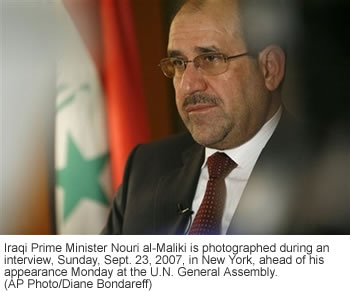 Iraqi Prime Minister Nouri al-Maliki is photographed during an
interview, Sunday, Sept. 23, 2007, in New York, ahead of his
appearance Monday at the U.N. General Assembly.
(AP Photo/Diane Bondareff)